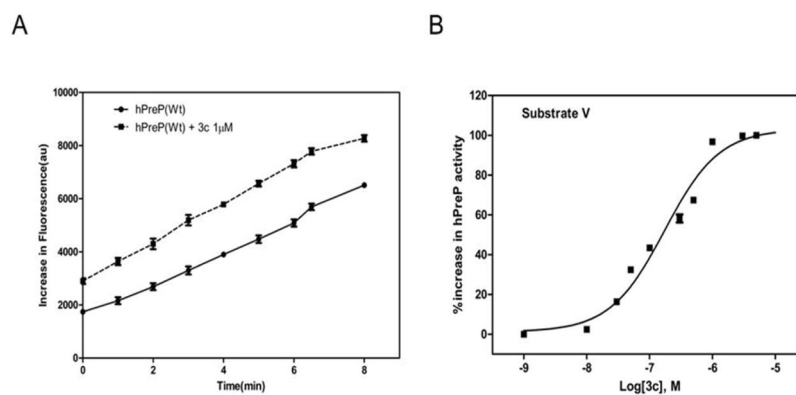 A
B
10000
8000
6000
4000
2000
0
hPreP(Wt)
hPreP(Wt) + 3c 1μM
Increase in Fluorescence(au)
0 2 4 6 8
Time(min)
120
100
80
60
40
20
0
Substrate V
%increase in hPreP activity
-9 -8 -7 -6 -5
Log[3c], M